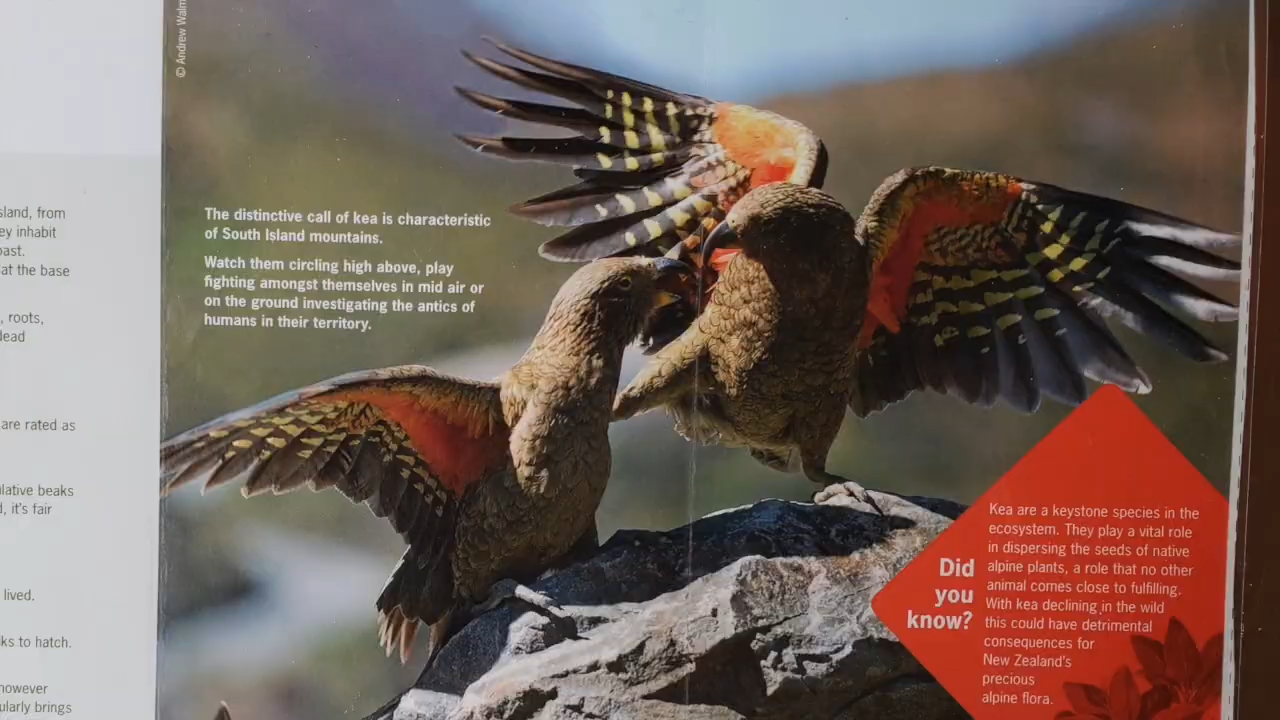 © Andrew Walm
sland, from
ey inhabit
oast.
at the base
, roots,
dead
are rated as
ulative beaks
d, it's fair
lived.
ks to hatch.
however
ularly brings
The distinctive call of kea is characteristic
of South Island mountains.
Watch them circling high above, play
fighting amongst themselves in mid air or
on the ground investigating the antics of
humans in their territory.
Did
you
know?
Kea are a keystone species in the
ecosystem. They play a vital role
in dispersing the seeds of native
alpine plants, a role that no other
animal comes close to fulfilling.
With kea declining in the wild
this could have detrimental
consequences for
New Zealand's
precious
alpine flora.